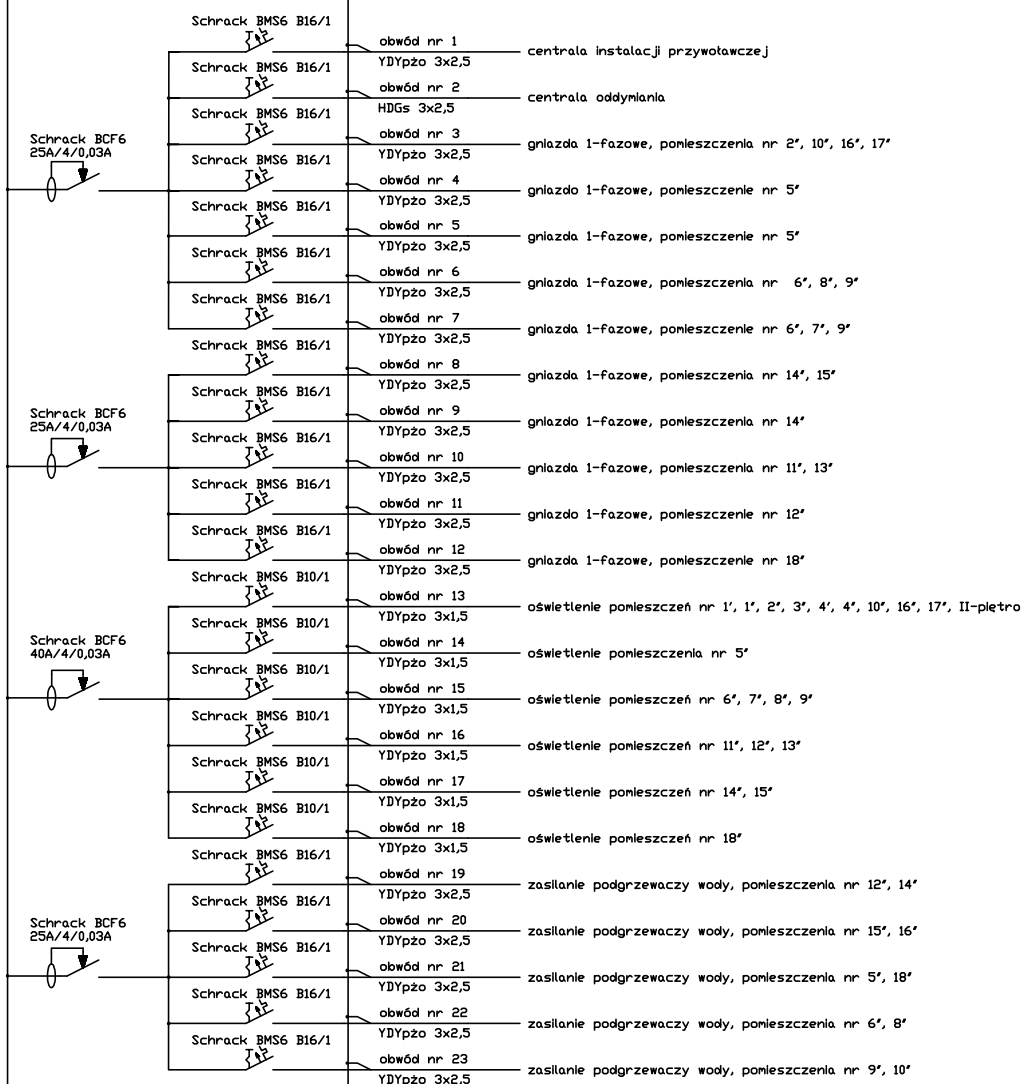 Schrack BMS6 B16/1
obwód nr 1
YDYpżo 3x2,5
centrala instalacji przywoławczej
Schrack BMS6 B16/1
obwód nr 2
HDGs 3x2,5
centrala oddymiania
Schrack BMS6 B16/1
obwód nr 3
YDYpżo 3x2,5
gniazda 1-fazowe, pomieszczenia nr 2", 10", 16", 17"
Schrack BCF6
25A/4/0,03A
Schrack BMS6 B16/1
obwód nr 4
YDYpżo 3x2,5
gniazdo 1-fazowe, pomieszczenie nr 5"
Schrack BMS6 B16/1
obwód nr 5
YDYpżo 3x2,5
gniazda 1-fazowe, pomieszczenie nr 5"
Schrack BMS6 B16/1
obwód nr 6
YDYpżo 3x2,5
gniazda 1-fazowe, pomieszczenia nr 6", 8", 9"
Schrack BMS6 B16/1
obwód nr 7
YDYpżo 3x2,5
gniazda 1-fazowe, pomieszczenie nr 6", 7", 9"
Schrack BMS6 B16/1
obwód nr 8
YDYpżo 3x2,5
gniazda 1-fazowe, pomieszczenia nr 14", 15"
Schrack BMS6 B16/1
obwód nr 9
YDYpżo 3x2,5
gniazda 1-fazowe, pomieszczenia nr 14"
Schrack BCF6
25A/4/0,03A
Schrack BMS6 B16/1
obwód nr 10
YDYpżo 3x2,5
gniazda 1-fazowe, pomieszczenia nr 11", 13"
Schrack BMS6 B16/1
obwód nr 11
YDYpżo 3x2,5
gniazdo 1-fazowe, pomieszczenie nr 12"
Schrack BMS6 B16/1
obwód nr 12
YDYpżo 3x2,5
gniazda 1-fazowe, pomieszczenie nr 18"
Schrack BMS6 B10/1
obwód nr 13
YDYpżo 3x1,5
oświetlenie pomieszczeń nr 1', 1", 2", 3", 4', 4", 10", 16", 17", II-piętro
Schrack BMS6 B10/1
obwód nr 14
YDYpżo 3x1,5
oświetlenie pomieszczenia nr 5"
Schrack BCF6
40A/4/0,03A
Schrack BMS6 B10/1
obwód nr 15
YDYpżo 3x1,5
oświetlenie pomieszczeń nr 6", 7", 8", 9"
Schrack BMS6 B10/1
obwód nr 16
YDYpżo 3x1,5
oświetlenie pomieszczeń nr 11", 12", 13"
Schrack BMS6 B10/1
obwód nr 17
YDYpżo 3x1,5
oświetlenie pomieszczeń nr 14", 15"
Schrack BMS6 B10/1
obwód nr 18
YDYpżo 3x1,5
oświetlenie pomieszczeń nr 18"
Schrack BMS6 B16/1
obwód nr 19
YDYpżo 3x2,5
zasilanie podgrzewaczy wody, pomieszczenia nr 12", 14"
Schrack BMS6 B16/1
obwód nr 20
YDYpżo 3x2,5
zasilanie podgrzewaczy wody, pomieszczenia nr 15", 16"
Schrack BCF6
25A/4/0,03A
Schrack BMS6 B16/1
obwód nr 21
YDYpżo 3x2,5
zasilanie podgrzewaczy wody, pomieszczenia nr 5", 18"
Schrack BMS6 B16/1
obwód nr 22
YDYpżo 3x2,5
zasilanie podgrzewaczy wody, pomieszczenia nr 6", 8"
Schrack BMS6 B16/1
obwód nr 23
YDYpżo 3x2,5
zasilanie podgrzewaczy wody, pomieszczenia nr 9", 10"